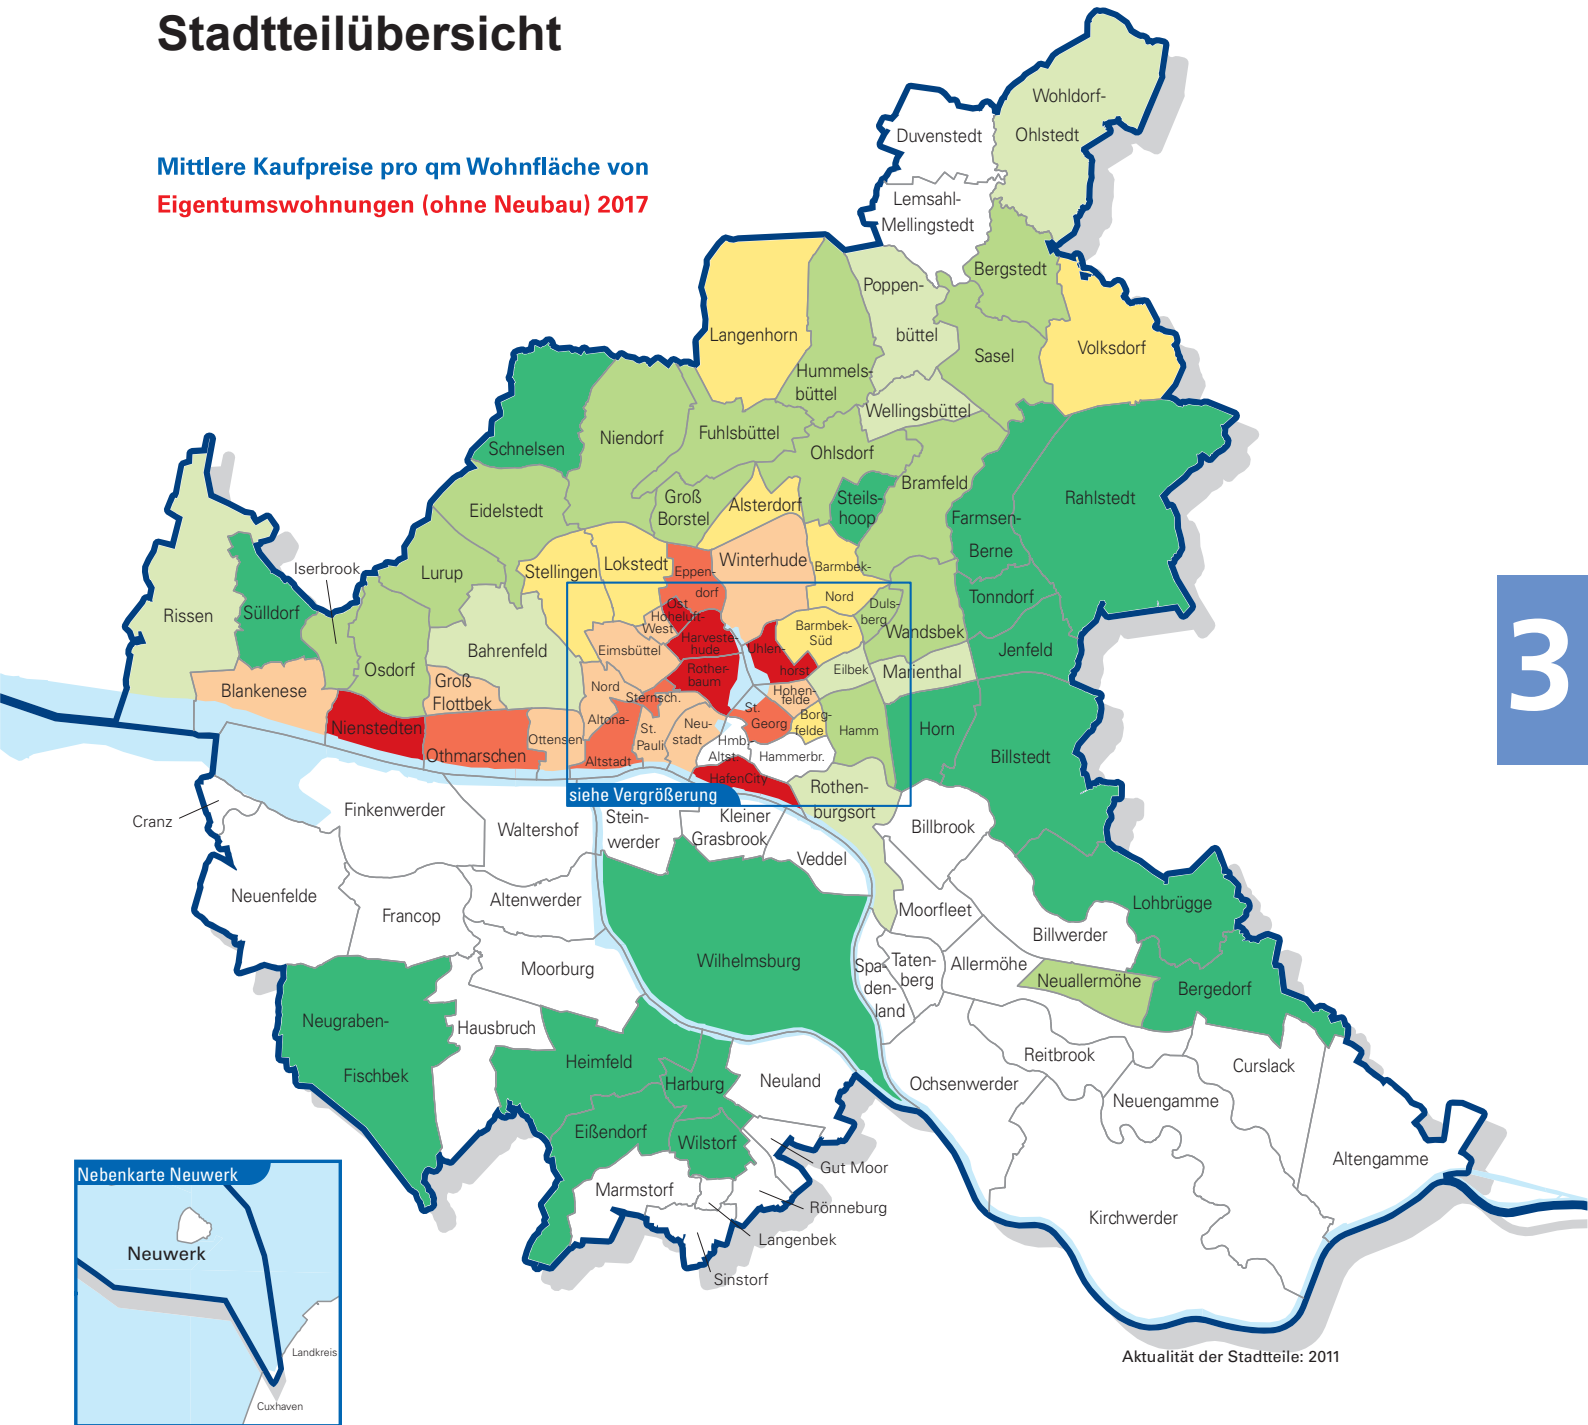 Stadtteilübersicht
Mittlere Kaufpreise pro qm Wohnfläche von
Eigentumswohnungen (ohne Neubau) 2017
Wohldorf-
Ohlstedt
Duvenstedt
Lemsahl-
Mellingstedt
Bergstedt
Poppen-
büttel
Langenhorn
Volksdorf
Sasel
Hummels-
büttel
Wellingsbüttel
Fuhlsbüttel
Niendorf
Schnelsen
Ohlsdorf
Bramfeld
Steils-
hoop
Rahlstedt
Groß
Borstel
Alsterdorf
Eidelstedt
Farmsen-
Berne
Winterhude
Lokstedt
Stellingen
Eppen-
dorf
Barmbek-
Nord
Iserbrook
Lurup
Rissen
Sülldorf
Tonndorf
Duls-
berg
Wandsbek
Ost
Hoheluft-
West
Barmbek-
Süd
Harveste-
hude
Uhlen-
horst
Jenfeld
Eimsbüttel
Bahrenfeld
Osdorf
Eilbek
Marienthal
Rother-
baum
Blankenese
Groß
Flottbek
Nord
Sternsch.
Hohen-
felde
Altona-
St.
Pauli
Neu-
stadt
St.
Georg
Borg-
felde
Hamm
Horn
Nienstedten
Othmarschen
Ottensen
Altstadt
Hmb.-
Altst.
Hammerbr.
Billstedt
HafenCity
Rothen-
burgsort
siehe Vergrößerung
3
Cranz
Finkenwerder
Waltershof
Stein-
werder
Kleiner
Grasbrook
Veddel
Billbrook
Neuenfelde
Francop
Altenwerder
Moorfleet
Lohbrügge
Billwerder
Moorburg
Wilhelmsburg
Spa-
den-
land
Taten-
berg
Allermöhe
Neuallermöhe
Bergedorf
Neugraben-
Fischbek
Hausbruch
Heimfeld
Harburg
Neuland
Ochsenwerder
Reitbrook
Curslack
Neuengamme
Eißendorf
Wilstorf
Gut Moor
Altengamme
Marmstorf
Rönneburg
Kirchwerder
Langenbek
Sinstorf
Nebenkarte Neuwerk
Neuwerk
Landkreis
Cuxhaven
Aktualität der Stadtteile: 2011